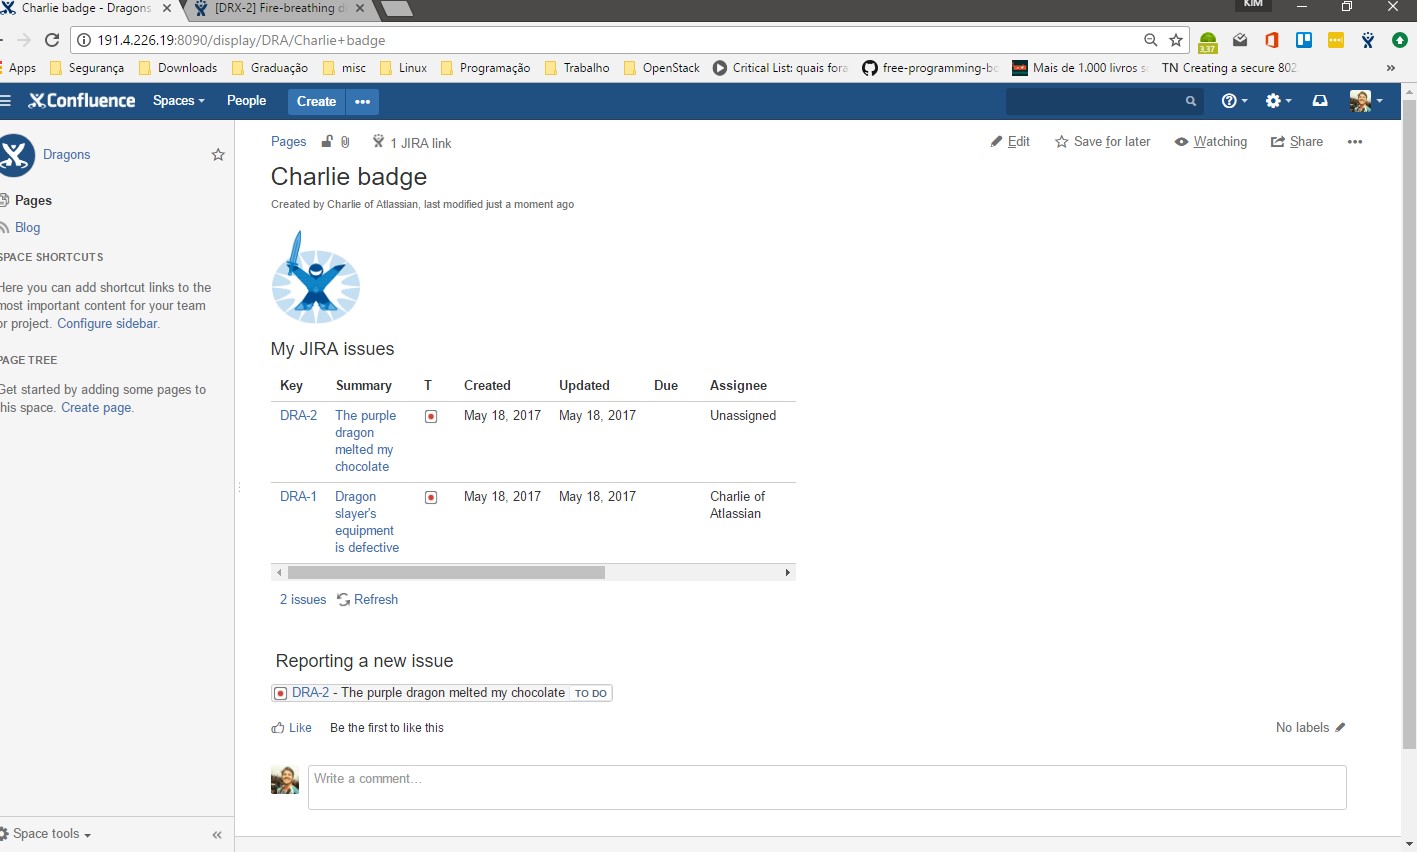 Charlie badge - Dragons
[DRX-2] Fire-breathing d
KIM
191.4.226.19:8090/display/DRA/Charlie+badge
3,37
Apps Segurança Downloads Graduação misc Linux Programação Trabalho OpenStack Critical List: quais fora free-programming-bo Mais de 1.000 livros s TN Creating a secure 802. »
Confluence Spaces People Create •••
Dragons
Pages
Blog
SPACE SHORTCUTS
Here you can add shortcut links to the
most important content for your team
or project. Configure sidebar.
PAGE TREE
Get started by adding some pages to
this space. Create page.
Space tools «
Pages 1 JIRA link Edit Save for later Watching Share •••
Charlie badge
Created by Charlie of Atlassian, last modified just a moment ago
My JIRA issues
Key Summary T Created Updated Due Assignee
DRA-2 The purple May 18, 2017 May 18, 2017 Unassigned
dragon
melted my
chocolate
DRA-1 Dragon May 18, 2017 May 18, 2017 Charlie of
slayer's Atlassian
equipment
is defective
2 issues Refresh
Reporting a new issue
DRA-2 - The purple dragon melted my chocolate TO DO
Like Be the first to like this No labels
Write a comment…